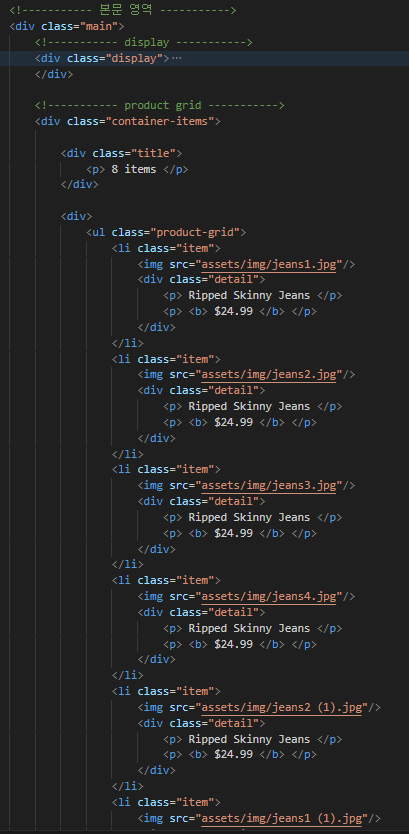 <!----------- 본문 영역 ----------->
<div class="main">
<!----------- display ----------->
<div class="display">⋯
</div>
<!----------- product grid ----------->
<div class="container-items">
<div class="title">
<p> 8 items </p>
</div>
<div>
<ul class="product-grid">
<li class="item">
<img src="assets/img/jeans1.jpg"/>
<div class="detail">
<p> Ripped Skinny Jeans </p>
<p> <b> $24.99 </b> </p>
</div>
</li>
<li class="item">
<img src="assets/img/jeans2.jpg"/>
<div class="detail">
<p> Ripped Skinny Jeans </p>
<p> <b> $24.99 </b> </p>
</div>
</li>
<li class="item">
<img src="assets/img/jeans3.jpg"/>
<div class="detail">
<p> Ripped Skinny Jeans </p>
<p> <b> $24.99 </b> </p>
</div>
</li>
<li class="item">
<img src="assets/img/jeans4.jpg"/>
<div class="detail">
<p> Ripped Skinny Jeans </p>
<p> <b> $24.99 </b> </p>
</div>
</li>
<li class="item">
<img src="assets/img/jeans2 (1).jpg"/>
<div class="detail">
<p> Ripped Skinny Jeans </p>
<p> <b> $24.99 </b> </p>
</div>
</li>
<li class="item">
<img src="assets/img/jeans1 (1).jpg"/>